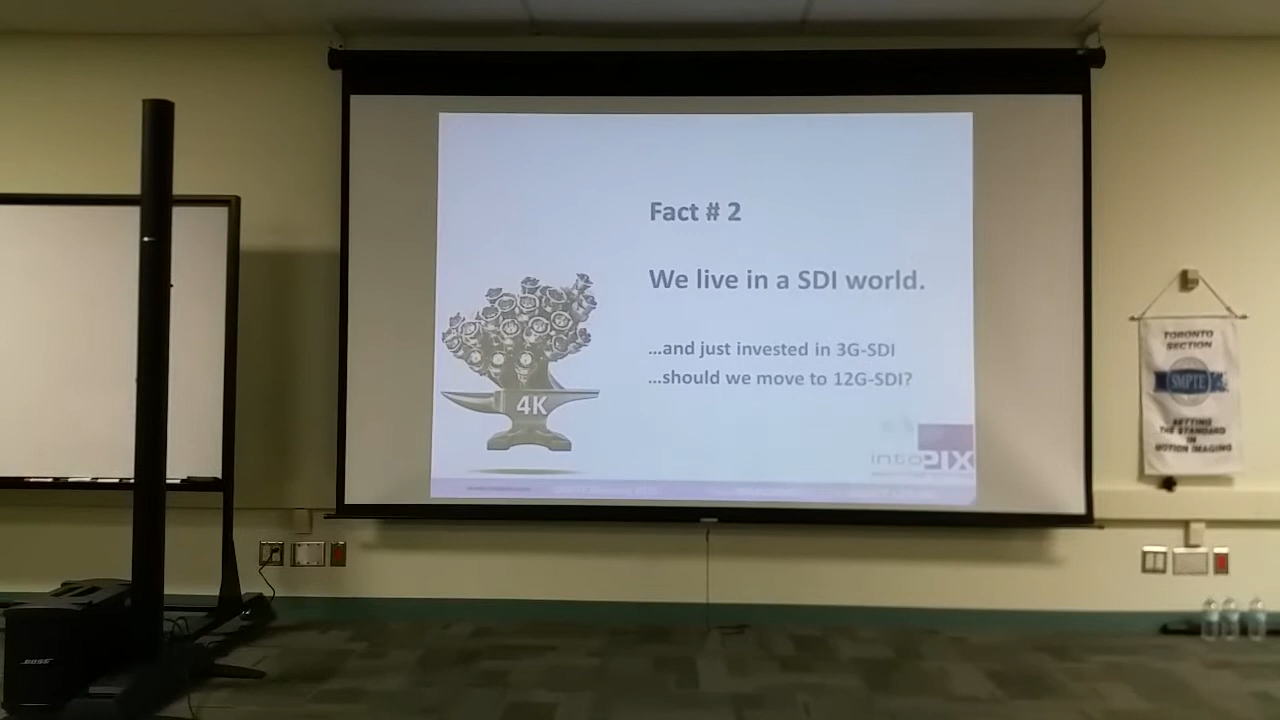 Fact # 2
We live in a SDI world.
...and just invested in 3G-SDI
...should we move to 12G-SDI?
4K
intoPIX
TORONTO
SECTION
SMPTE
SETTING
THE STANDARD
IN
MOTION IMAGING
BOSE